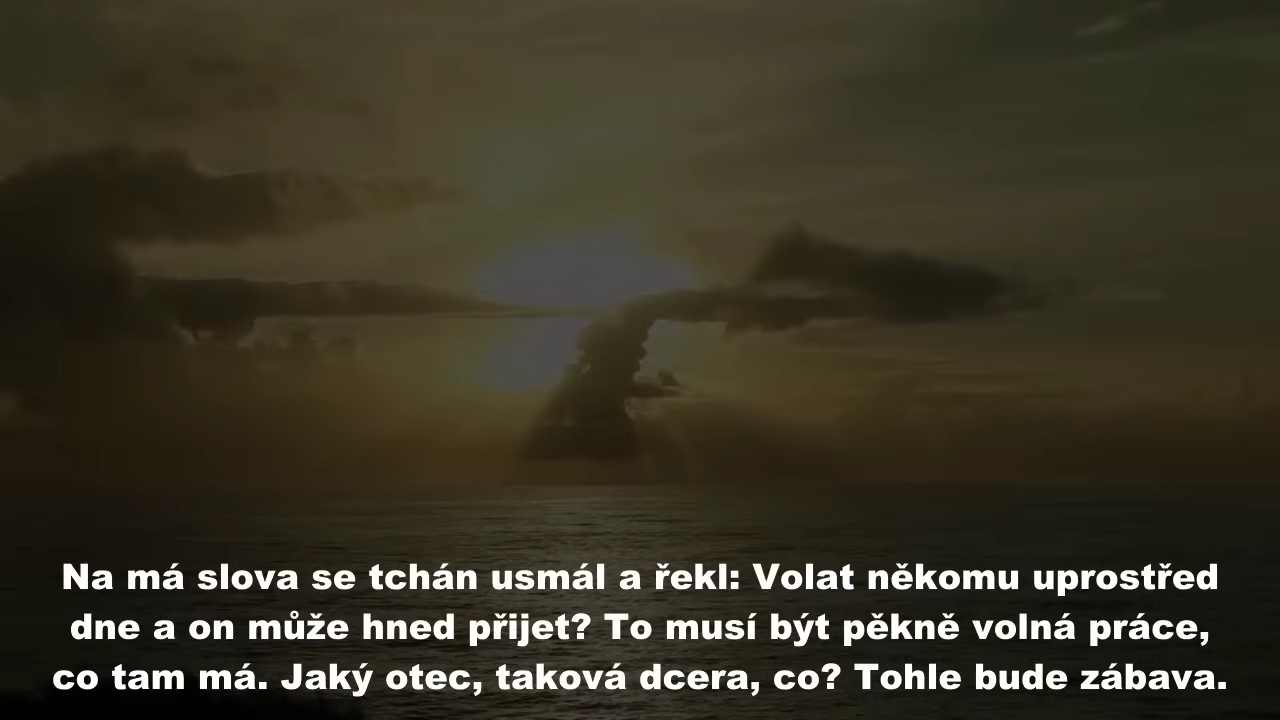 Na má slova se tchán usmál a řekl: Volat někomu uprostřed
dne a on může hned přijet? To musí být pěkně volná práce,
co tam má. Jaký otec, taková dcera, co? Tohle bude zábava.